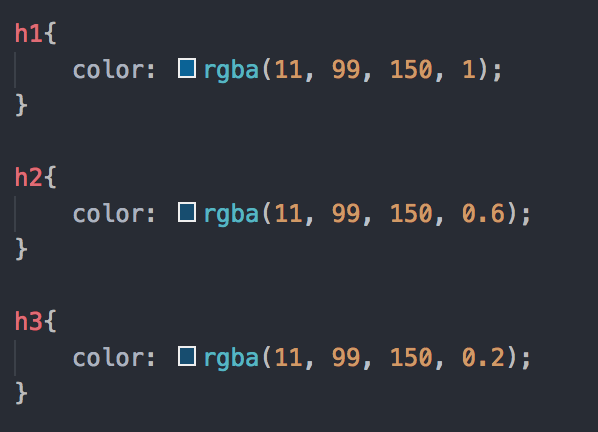 h1{
    color: rgba(11, 99, 150, 1);
}

h2{
    color: rgba(11, 99, 150, 0.6);
}

h3{
    color: rgba(11, 99, 150, 0.2);
}